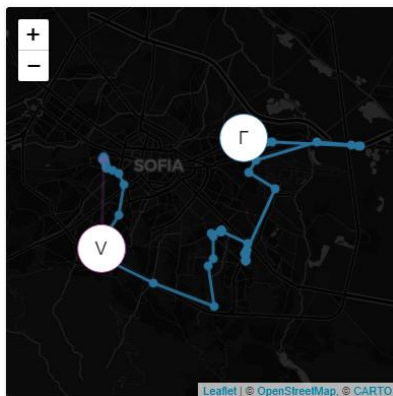 +
−
Γ
SOFIA
V
Leaflet | © OpenStreetMap, © CARTO